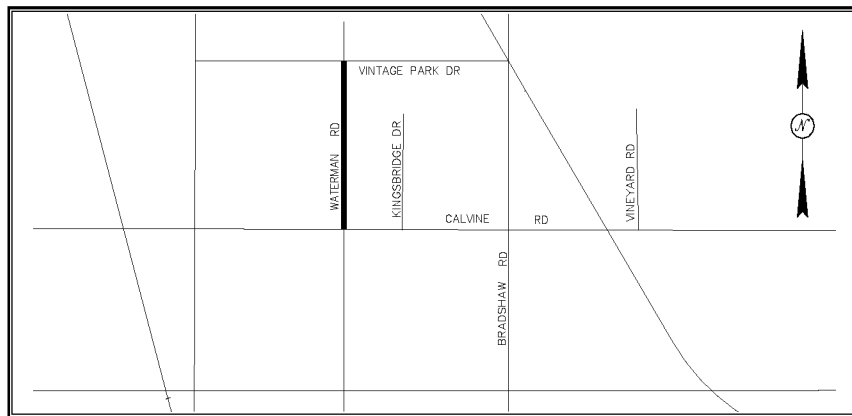 VINTAGE PARK DR
WATERMAN RD
KINGSBRIDGE DR
VINEYARD RD
N
CALVINE RD
BRADSHAW RD